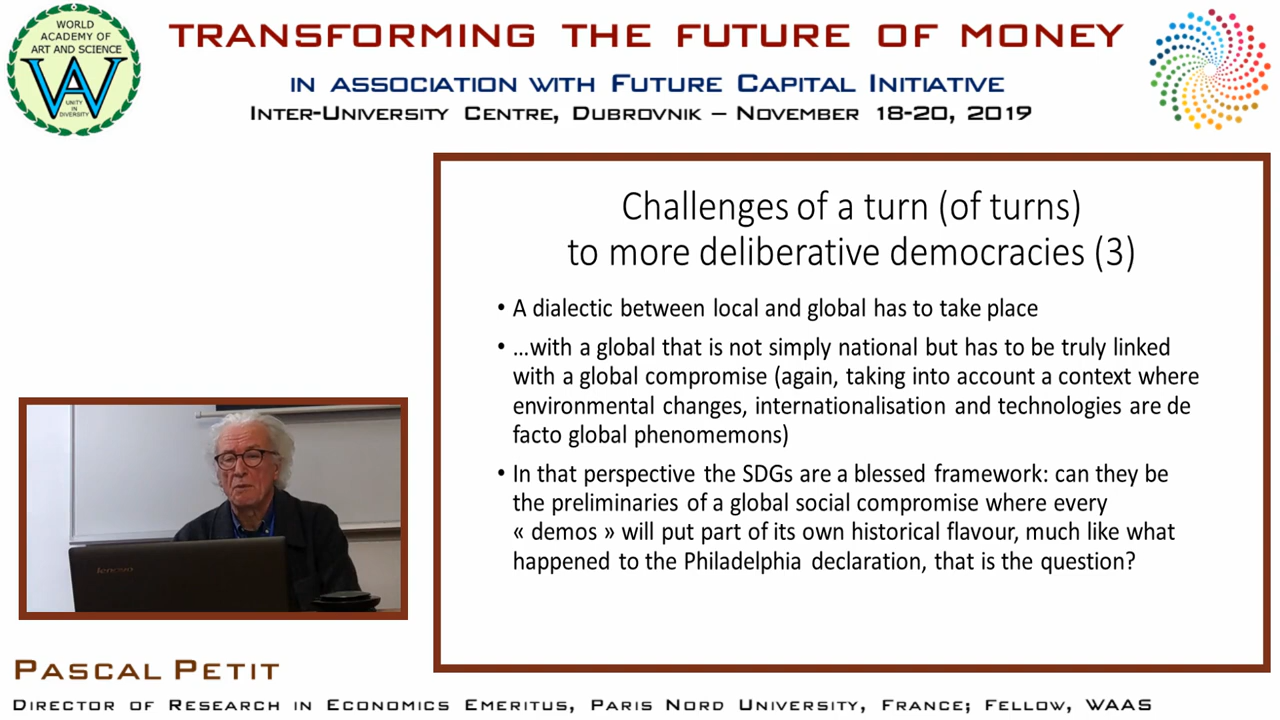 WORLD
ACADEMY OF
ART AND SCIENCE
WA
UNITY
IN
DIVERSITY
TRANSFORMING THE FUTURE OF MONEY
IN ASSOCIATION WITH FUTURE CAPITAL INITIATIVE
INTER-UNIVERSITY CENTRE, DUBROVNIK – NOVEMBER 18-20, 2019
Challenges of a turn (of turns)
to more deliberative democracies (3)
• A dialectic between local and global has to take place
• …with a global that is not simply national but has to be truly linked
with a global compromise (again, taking into account a context where
environmental changes, internationalisation and technologies are de
facto global phenomemons)
• In that perspective the SDGs are a blessed framework: can they be
the preliminaries of a global social compromise where every
« demos » will put part of its own historical flavour, much like what
happened to the Philadelphia declaration, that is the question?
lenovo
PASCAL PETIT
DIRECTOR OF RESEARCH IN ECONOMICS EMERITUS, PARIS NORD UNIVERSITY, FRANCE; FELLOW, WAAS